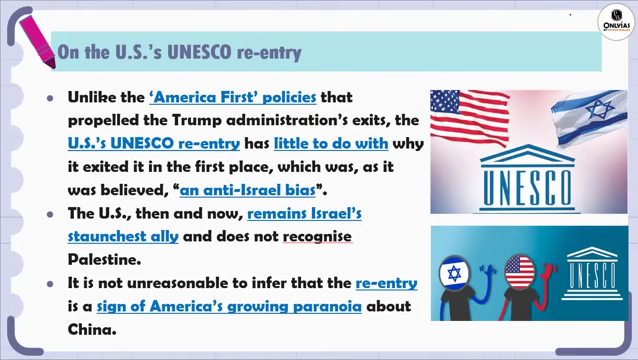 ONLYIAS
On the U.S.'s UNESCO re-entry
Unlike the 'America First' policies that
propelled the Trump administration's exits, the
U.S.'s UNESCO re-entry has little to do with why
it exited it in the first place, which was, as it
was believed, "an anti-Israel bias".
The U.S., then and now, remains Israel's
staunchest ally and does not recognise
Palestine.
It is not unreasonable to infer that the re-entry
is a sign of America's growing paranoia about
China.
UNESCO
UNESCO